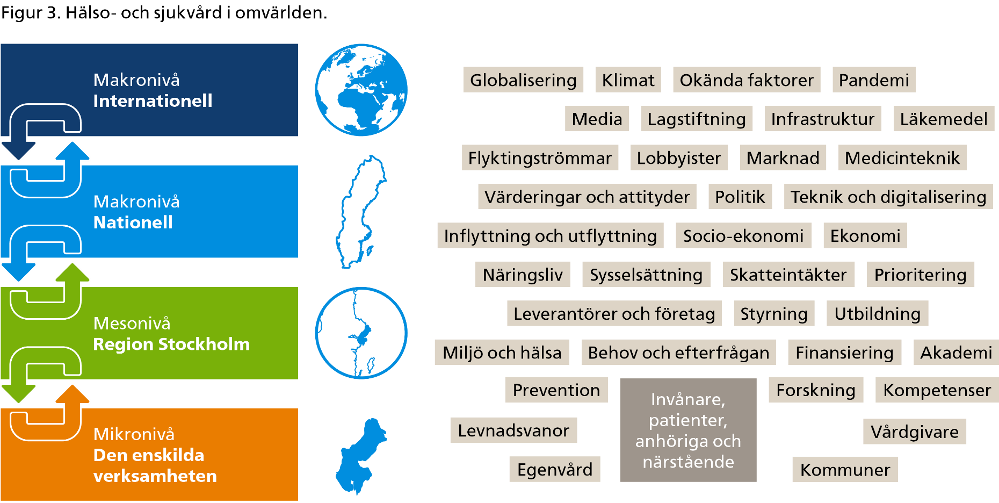 Figur 3. Hälso- och sjukvård i omvärlden.
Makronivå
Internationell
Makronivå
Nationell
Mesonivå
Region Stockholm
Mikronivå
Den enskilda
verksamheten
Globalisering Klimat Okända faktorer Pandemi
Media Lagstiftning Infrastruktur Läkemedel
Flyktingströmmar Lobbyister Marknad Medicinteknik
Värderingar och attityder Politik Teknik och digitalisering
Inflyttning och utflyttning Socio-ekonomi Ekonomi
Näringsliv Sysselsättning Skatteintäkter Prioritering
Leverantörer och företag Styrning Utbildning
Miljö och hälsa Behov och efterfrågan Finansiering Akademi
Prevention Forskning Kompetenser
Invånare,
patienter,
anhöriga och
närstående
Levnadsvanor Vårdgivare
Egenvård Kommuner